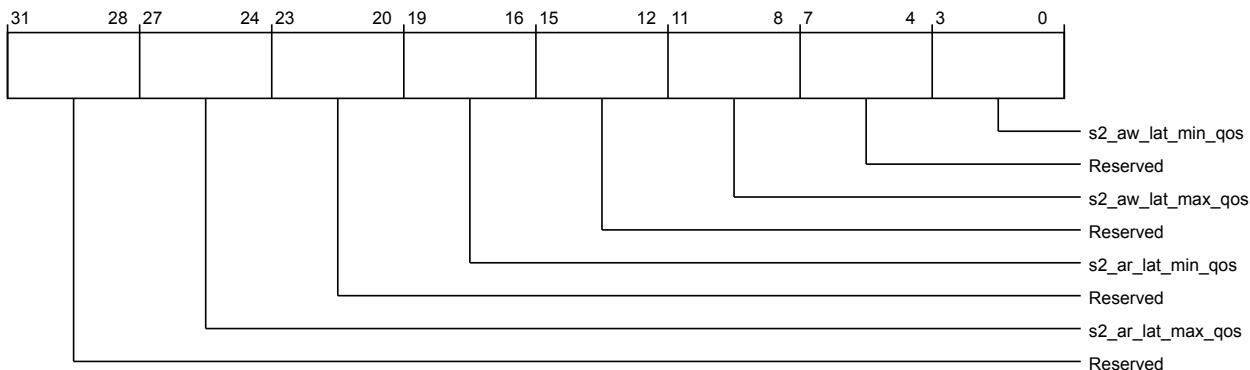 31 28 27 24 23 20 19 16 15 12 11 8 7 4 3 0
s2_aw_lat_min_qos
Reserved
s2_aw_lat_max_qos
Reserved
s2_ar_lat_min_qos
Reserved
s2_ar_lat_max_qos
Reserved